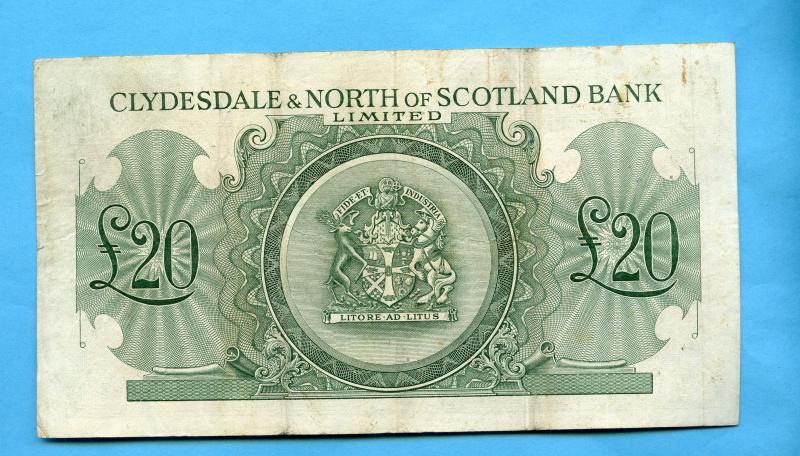 CLYDESDALE & NORTH OF SCOTLAND BANK
LIMITED
FIDE ET INDUSTRIA
£20 £20
LITORE·AD·LITUS